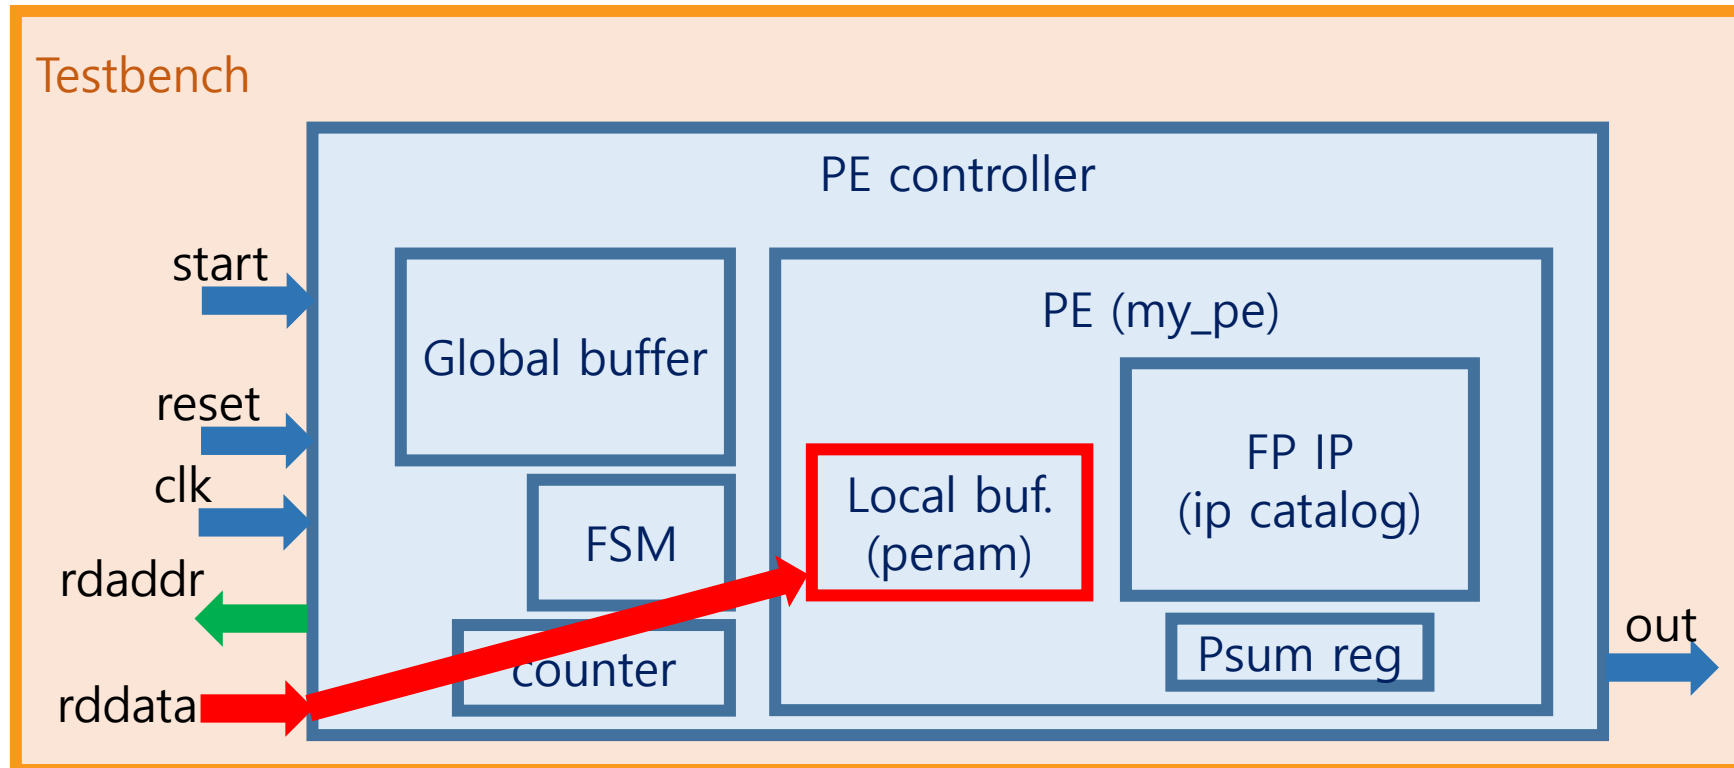 Testbench
PE controller
start
reset
clk
rdaddr
rddata
Global buffer
FSM
counter
PE (my_pe)
Local buf.
(peram)
FP IP
(ip catalog)
Psum reg
out